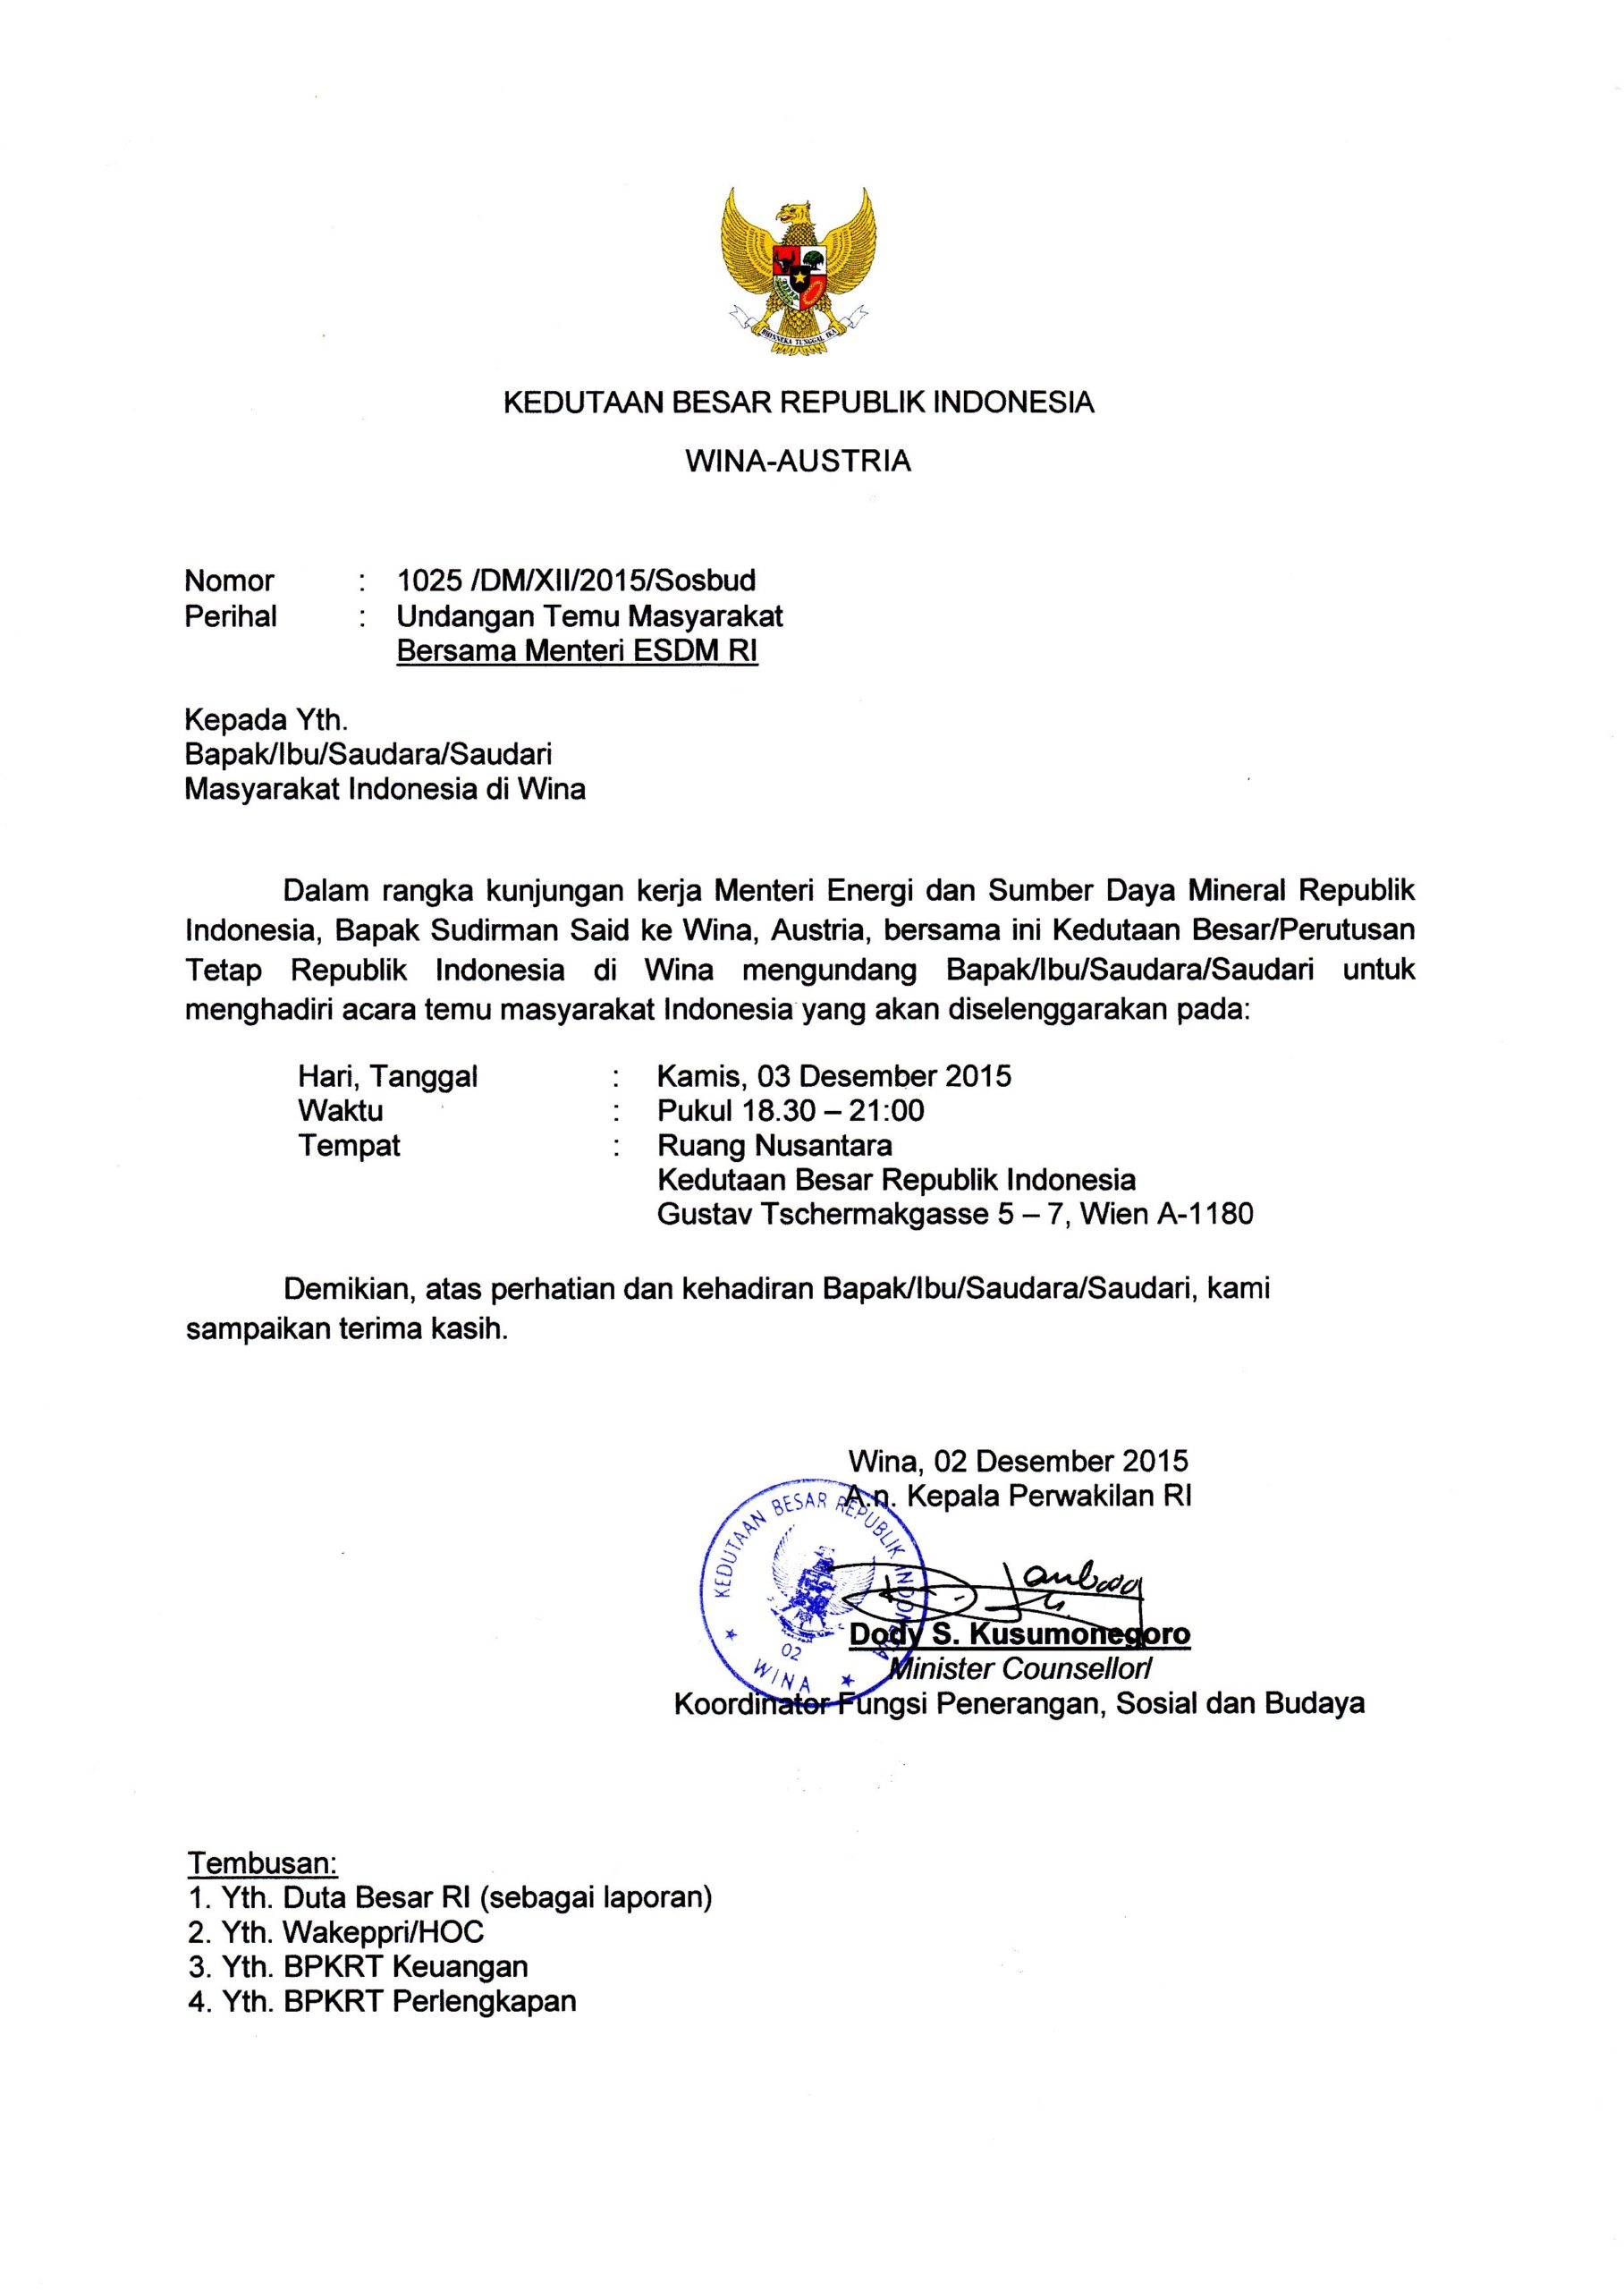 BHINNEKA TUNGGAL IKA
KEDUTAAN BESAR REPUBLIK INDONESIA
WINA-AUSTRIA
Nomor : 1025 /DM/XII/2015/Sosbud
Perihal : Undangan Temu Masyarakat
Bersama Menteri ESDM RI
Kepada Yth.
Bapak/Ibu/Saudara/Saudari
Masyarakat Indonesia di Wina
Dalam rangka kunjungan kerja Menteri Energi dan Sumber Daya Mineral Republik
Indonesia, Bapak Sudirman Said ke Wina, Austria, bersama ini Kedutaan Besar/Perutusan
Tetap Republik Indonesia di Wina mengundang Bapak/Ibu/Saudara/Saudari untuk
menghadiri acara temu masyarakat Indonesia yang akan diselenggarakan pada:
Hari, Tanggal : Kamis, 03 Desember 2015
Waktu : Pukul 18.30 – 21:00
Tempat : Ruang Nusantara
Kedutaan Besar Republik Indonesia
Gustav Tschermakgasse 5 – 7, Wien A-1180
Demikian, atas perhatian dan kehadiran Bapak/Ibu/Saudara/Saudari, kami
sampaikan terima kasih.
Wina, 02 Desember 2015
A.n. Kepala Perwakilan RI
KEDUTAAN BESAR REPUBLIK INDONESIA
02
WINA
Dody S. Kusumonegoro
Minister Counsellor/
Koordinator Fungsi Penerangan, Sosial dan Budaya
Tembusan:
1. Yth. Duta Besar RI (sebagai laporan)
2. Yth. Wakeppri/HOC
3. Yth. BPKRT Keuangan
4. Yth. BPKRT Perlengkapan